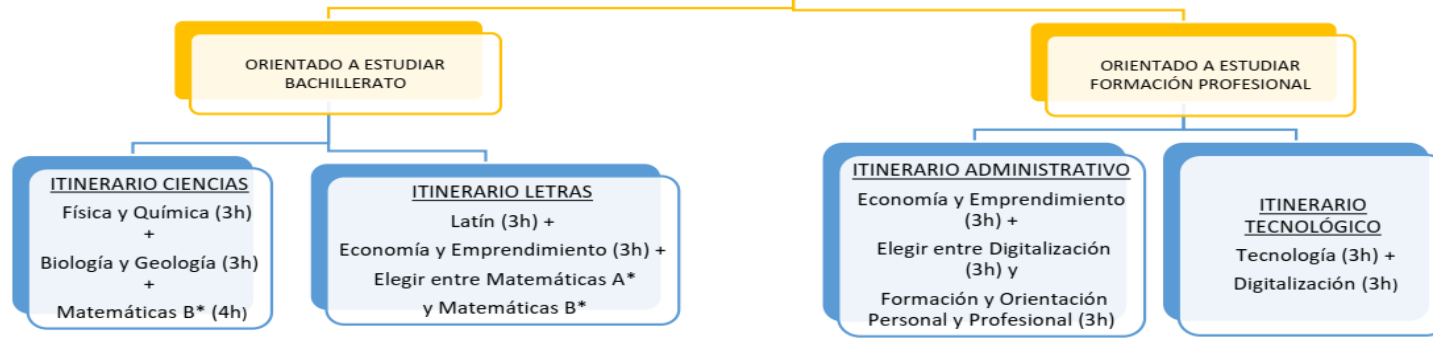 ORIENTADO A ESTUDIAR
BACHILLERATO
ORIENTADO A ESTUDIAR
FORMACIÓN PROFESIONAL
ITINERARIO CIENCIAS
Física y Química (3h)
+
Biología y Geología (3h)
+
Matemáticas B* (4h)
ITINERARIO LETRAS
Latín (3h) +
Economía y Emprendimiento (3h) +
Elegir entre Matemáticas A*
y Matemáticas B*
ITINERARIO ADMINISTRATIVO
Economía y Emprendimiento
(3h) +
Elegir entre Digitalización
(3h) y
Formación y Orientación
Personal y Profesional (3h)
ITINERARIO
TECNOLÓGICO
Tecnología (3h) +
Digitalización (3h)